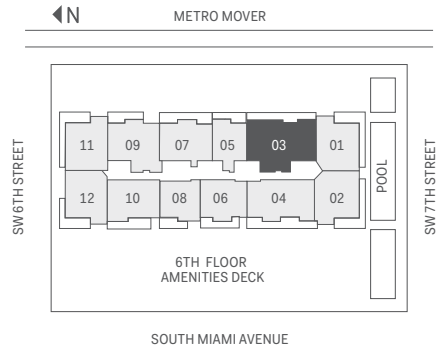 N
METRO MOVER
11
09
07
05
03
01
12
10
08
06
04
02
POOL
SW 6TH STREET
SW 7TH STREET
6TH FLOOR
AMENITIES DECK
SOUTH MIAMI AVENUE